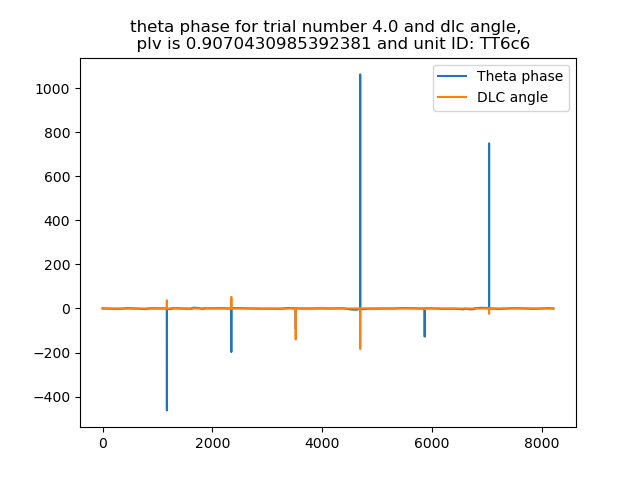 theta phase for trial number 4.0 and dlc angle,
plv is 0.9070430985392381 and unit ID: TT6c6
Theta phase
DLC angle
1000
800
600
400
200
0
−200
−400
0 2000 4000 6000 8000